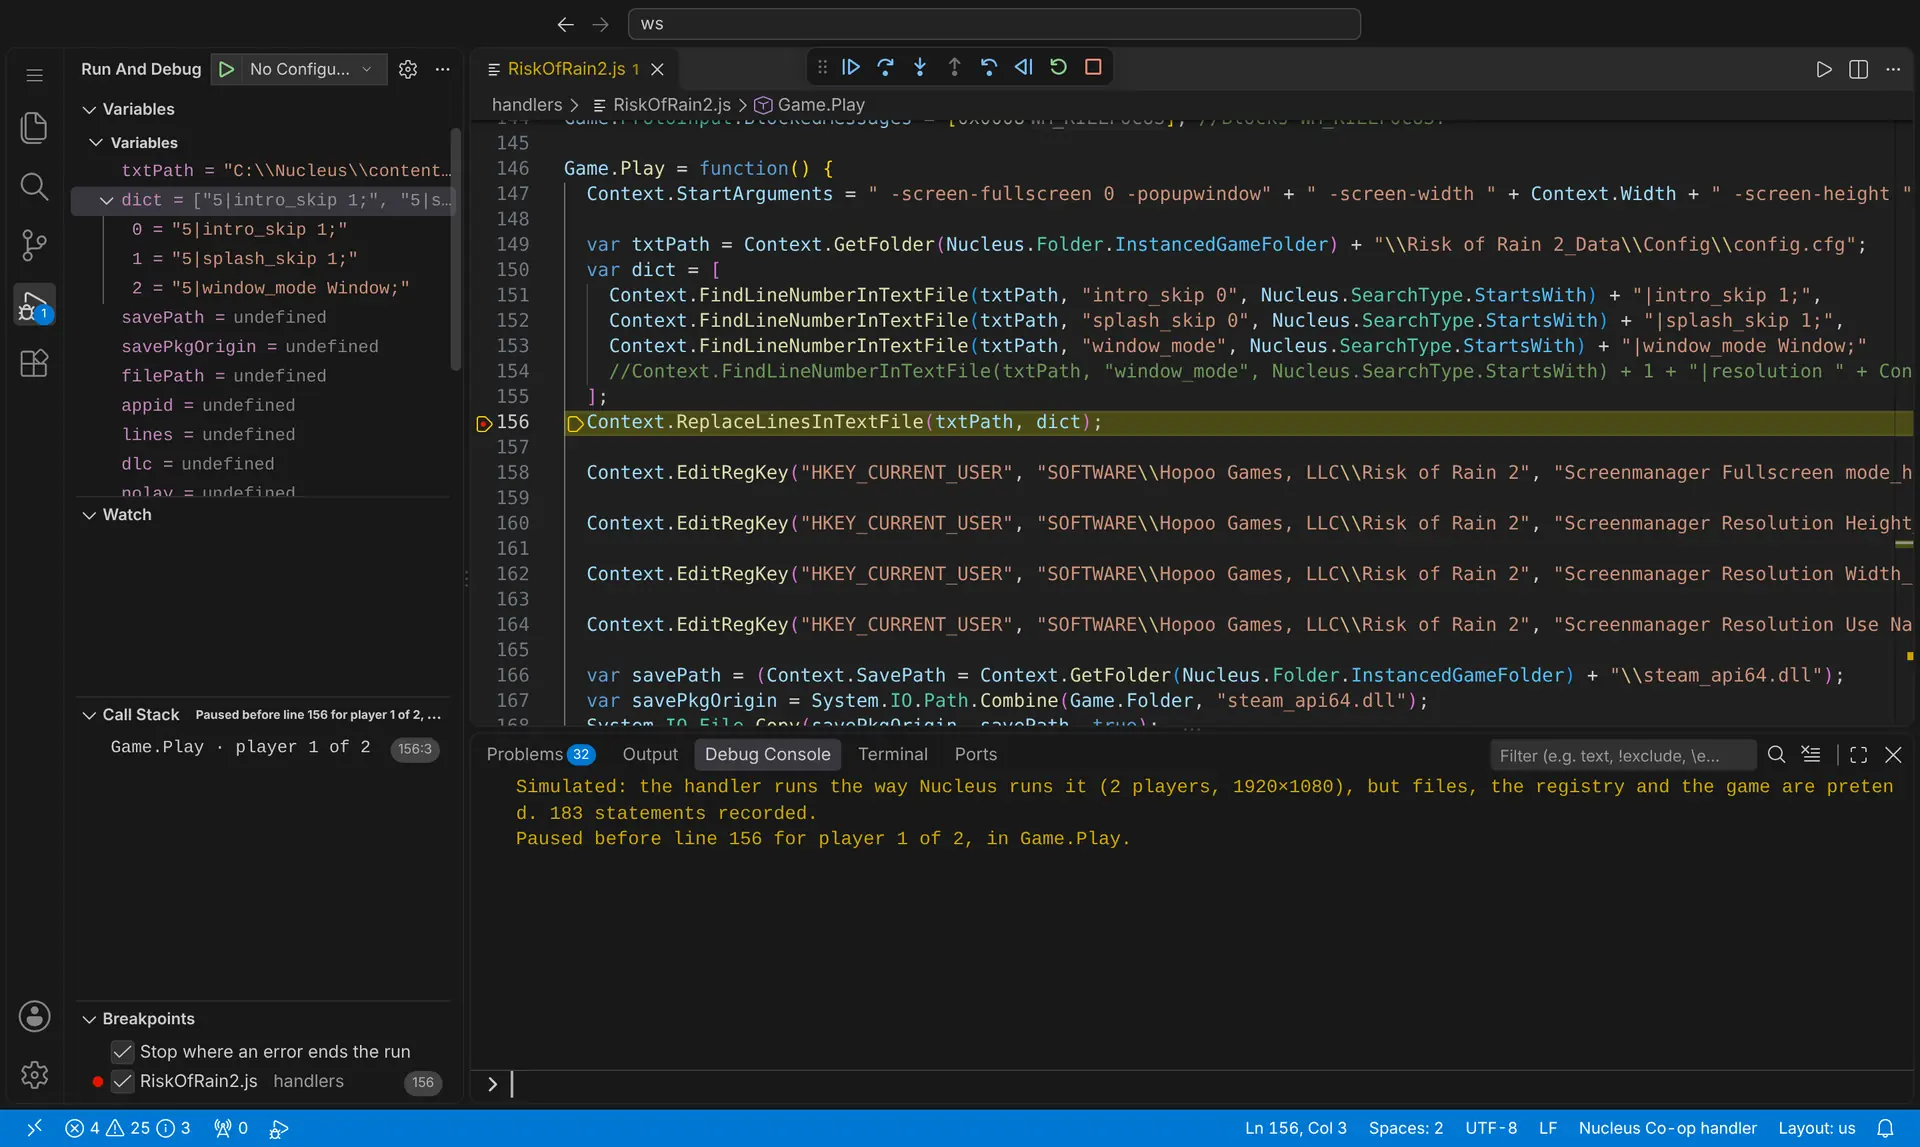 ws
Run And Debug
No Configu...
Variables
Variables
txtPath = "C:\\Nucleus\\content...
dict = ["5|intro_skip 1;", "5|s...
0 = "5|intro_skip 1;"
1 = "5|splash_skip 1;"
2 = "5|window_mode Window;"
savePath = undefined
savePkgOrigin = undefined
filePath = undefined
appid = undefined
lines = undefined
dlc = undefined
nolay = undefined
Watch
Call Stack Paused before line 156 for player 1 of 2, ...
Game.Play · player 1 of 2 156:3
Breakpoints
Stop where an error ends the run
RiskOfRain2.js handlers 156
RiskOfRain2.js 1
handlers > RiskOfRain2.js > Game.Play
145
146 Game.Play = function() {
147 Context.StartArguments = " -screen-fullscreen 0 -popupwindow" + " -screen-width " + Context.Width + " -screen-height "
148
149 var txtPath = Context.GetFolder(Nucleus.Folder.InstancedGameFolder) + "\\Risk of Rain 2_Data\\Config\\config.cfg";
150 var dict = [
151 Context.FindLineNumberInTextFile(txtPath, "intro_skip 0", Nucleus.SearchType.StartsWith) + "|intro_skip 1;",
152 Context.FindLineNumberInTextFile(txtPath, "splash_skip 0", Nucleus.SearchType.StartsWith) + "|splash_skip 1;",
153 Context.FindLineNumberInTextFile(txtPath, "window_mode", Nucleus.SearchType.StartsWith) + "|window_mode Window;"
154 //Context.FindLineNumberInTextFile(txtPath, "window_mode", Nucleus.SearchType.StartsWith) + 1 + "|resolution " + Con
155 ];
156 Context.ReplaceLinesInTextFile(txtPath, dict);
157
158 Context.EditRegKey("HKEY_CURRENT_USER", "SOFTWARE\\Hopoo Games, LLC\\Risk of Rain 2", "Screenmanager Fullscreen mode_h
159
160 Context.EditRegKey("HKEY_CURRENT_USER", "SOFTWARE\\Hopoo Games, LLC\\Risk of Rain 2", "Screenmanager Resolution Height
161
162 Context.EditRegKey("HKEY_CURRENT_USER", "SOFTWARE\\Hopoo Games, LLC\\Risk of Rain 2", "Screenmanager Resolution Width_
163
164 Context.EditRegKey("HKEY_CURRENT_USER", "SOFTWARE\\Hopoo Games, LLC\\Risk of Rain 2", "Screenmanager Resolution Use Na
165
166 var savePath = (Context.SavePath = Context.GetFolder(Nucleus.Folder.InstancedGameFolder) + "\\steam_api64.dll");
167 var savePkgOrigin = System.IO.Path.Combine(Game.Folder, "steam_api64.dll");
168 System.IO.File.Copy(savePkgOrigin, savePath, true);
Problems 32 Output Debug Console Terminal Ports
Filter (e.g. text, !exclude, \e...
Simulated: the handler runs the way Nucleus runs it (2 players, 1920×1080), but files, the registry and the game are preten
d. 183 statements recorded.
Paused before line 156 for player 1 of 2, in Game.Play.
1
4 25 3 0
Ln 156, Col 3 Spaces: 2 UTF-8 LF Nucleus Co-op handler Layout: us